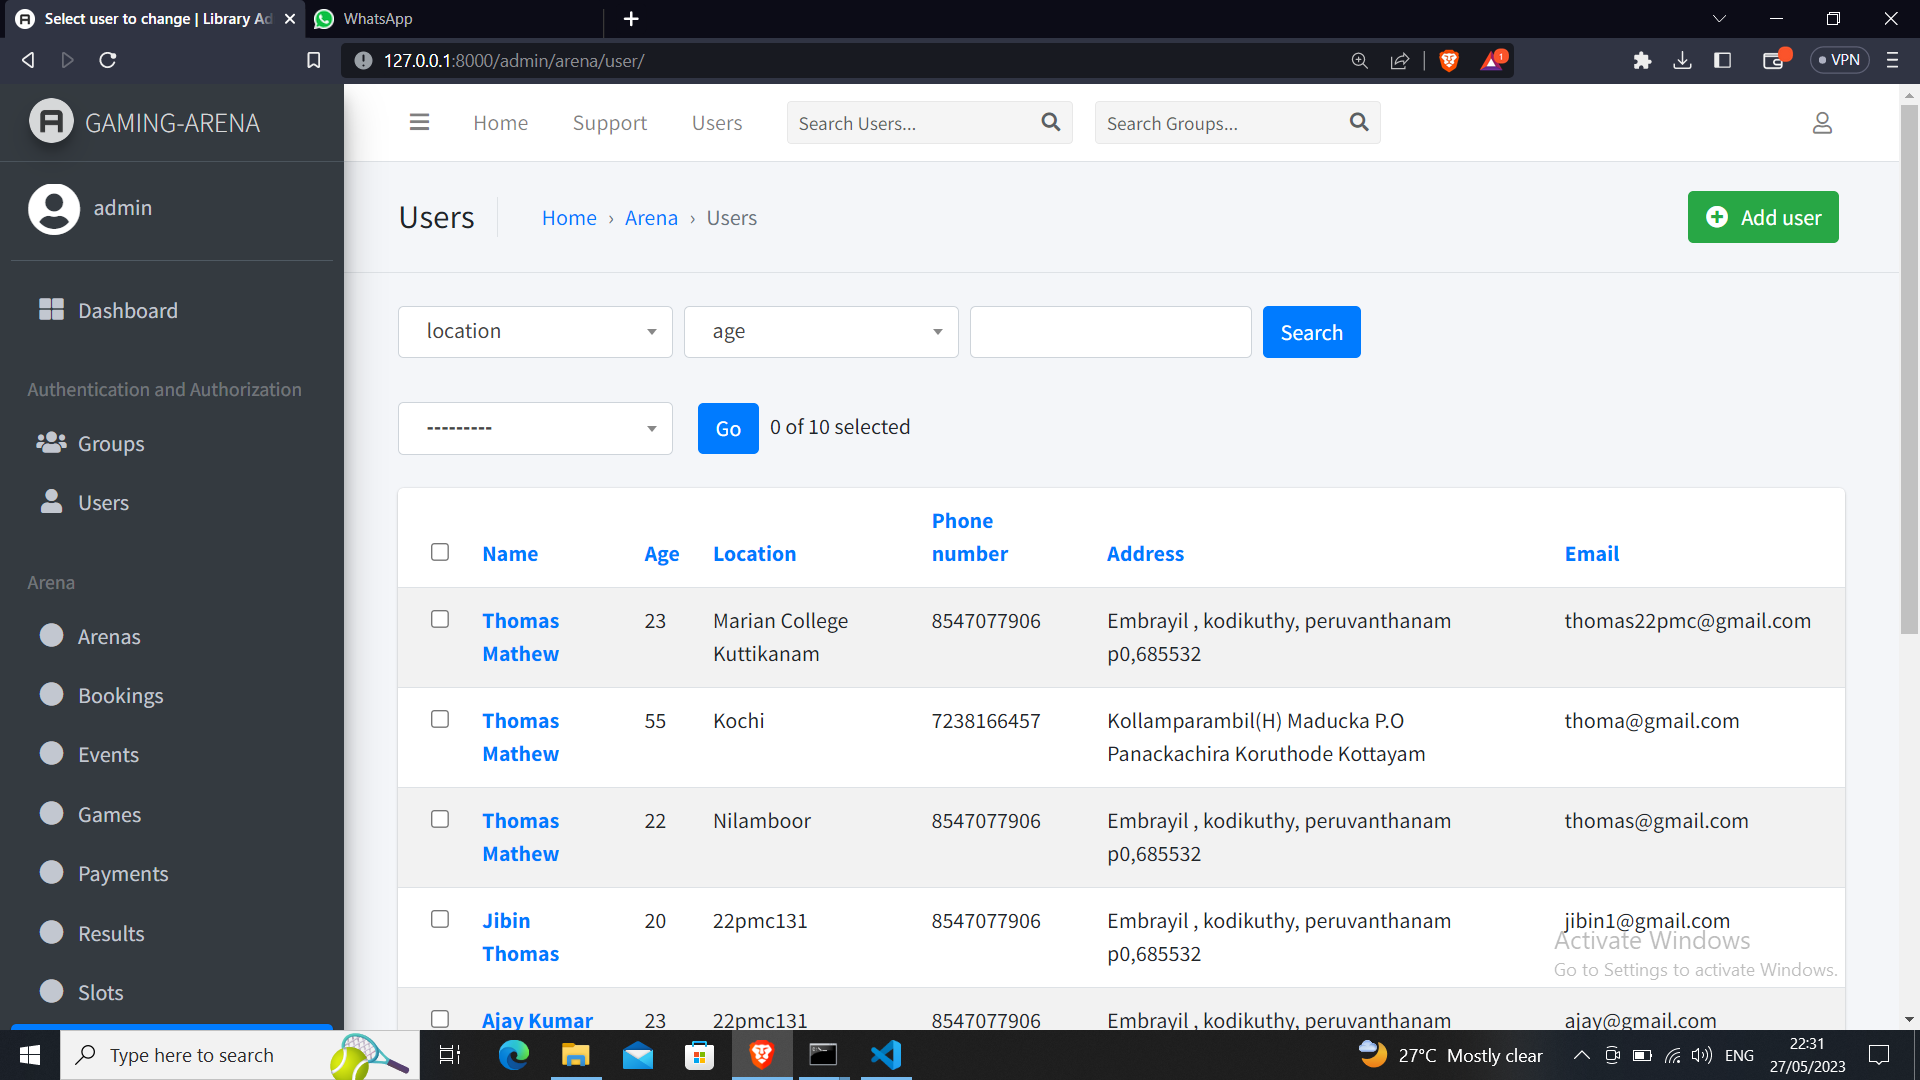 Select user to change | Library Ad
WhatsApp
127.0.0.1:8000/admin/arena/user/
1
VPN
GAMING-ARENA
Home
Support
Users
Search Users...
Search Groups...
admin
Users
Home › Arena › Users
Add user
Dashboard
location
age
Search
Authentication and Authorization
Groups
Users
---------
Go
0 of 10 selected
Arena
Arenas
Bookings
Events
Games
Payments
Results
Slots
Name
Age
Location
Phone
number
Address
Email
Thomas
Mathew
23
Marian College
Kuttikanam
8547077906
Embrayil , kodikuthy, peruvanthanam
p0,685532
thomas22pmc@gmail.com
Thomas
Mathew
55
Kochi
7238166457
Kollamparambil(H) Maducka P.O
Panackachira Koruthode Kottayam
thoma@gmail.com
Thomas
Mathew
22
Nilamboor
8547077906
Embrayil , kodikuthy, peruvanthanam
p0,685532
thomas@gmail.com
Jibin
Thomas
20
22pmc131
8547077906
Embrayil , kodikuthy, peruvanthanam
p0,685532
jibin1@gmail.com
Ajay Kumar
23
22pmc131
8547077906
Embrayil , kodikuthy, peruvanthanam
ajay@gmail.com
Activate Windows
Go to Settings to activate Windows.
Type here to search
27°C Mostly clear
ENG
22:31
27/05/2023